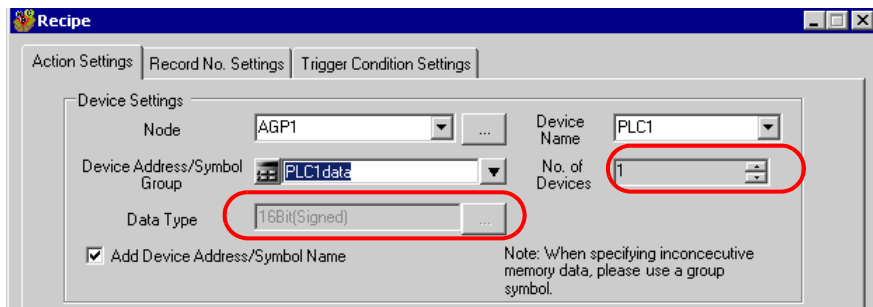 Recipe
Action Settings Record No. Settings Trigger Condition Settings
Device Settings
Node AGP1 ... Device Name PLC1
Device Address/Symbol Group PLC1data No. of Devices 1
Data Type 16Bit(Signed) ...
Add Device Address/Symbol Name
Note: When specifying inconcecutive
memory data, please use a group
symbol.